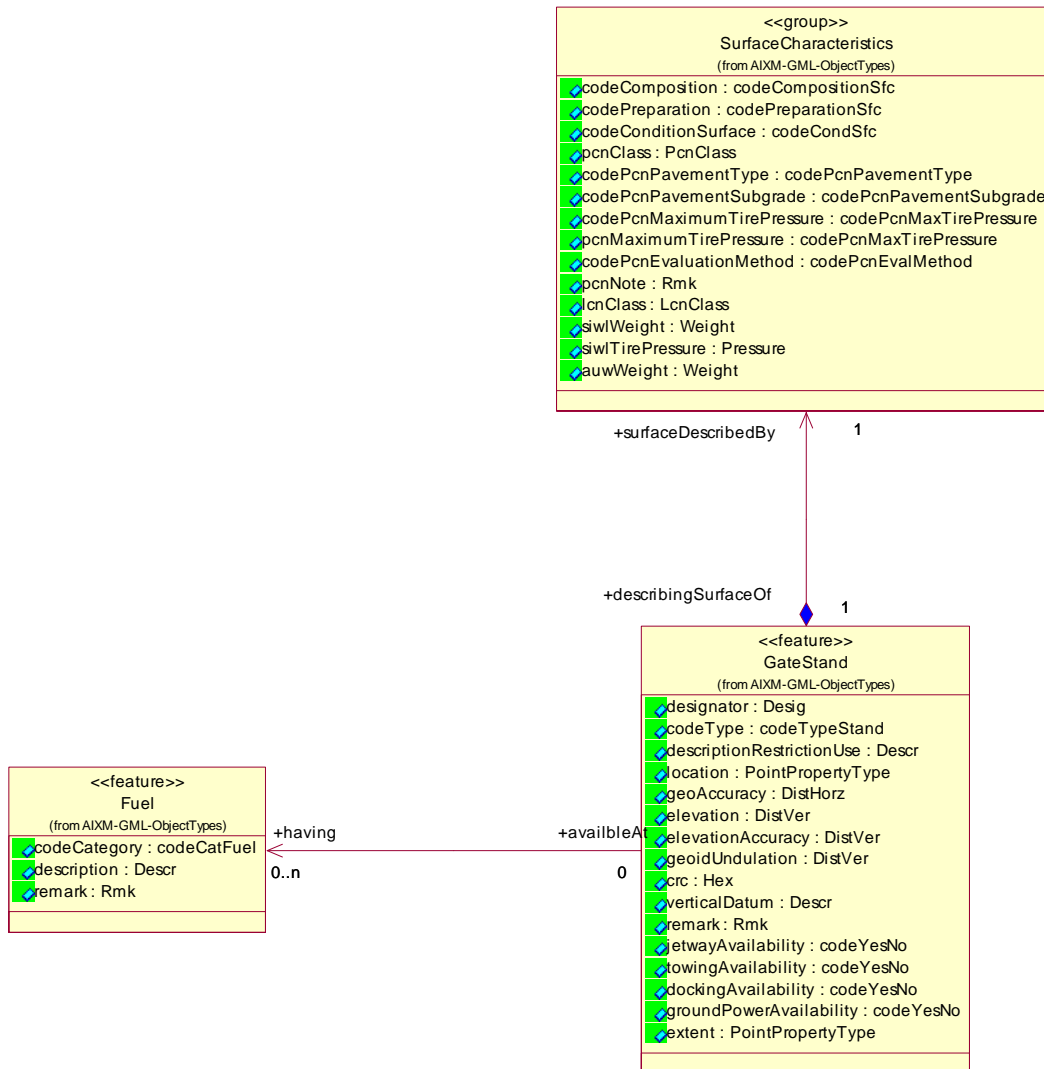 <<group>>
SurfaceCharacteristics
(from AIXM-GML-ObjectTypes)
codeComposition : codeCompositionSfc
codePreparation : codePreparationSfc
codeConditionSurface : codeCondSfc
pcnClass : PcnClass
codePcnPavementType : codePcnPavementType
codePcnPavementSubgrade : codePcnPavementSubgrade
codePcnMaximumTirePressure : codePcnMaxTirePressure
pcnMaximumTirePressure : codePcnMaxTirePressure
codePcnEvaluationMethod : codePcnEvalMethod
pcnNote : Rmk
lcnClass : LcnClass
siwlWeight : Weight
siwlTirePressure : Pressure
auwWeight : Weight
+surfaceDescribedBy 1
+describingSurfaceOf 1
<<feature>>
GateStand
(from AIXM-GML-ObjectTypes)
designator : Desig
codeType : codeTypeStand
descriptionRestrictionUse : Descr
location : PointPropertyType
geoAccuracy : DistHorz
elevation : DistVer
elevationAccuracy : DistVer
geoidUndulation : DistVer
crc : Hex
verticalDatum : Descr
remark : Rmk
jetwayAvailability : codeYesNo
towingAvailability : codeYesNo
dockingAvailability : codeYesNo
groundPowerAvailability : codeYesNo
extent : PointPropertyType
<<feature>>
Fuel
(from AIXM-GML-ObjectTypes)
codeCategory : codeCatFuel
description : Descr
remark : Rmk
+having +availbleAt
0..n 0